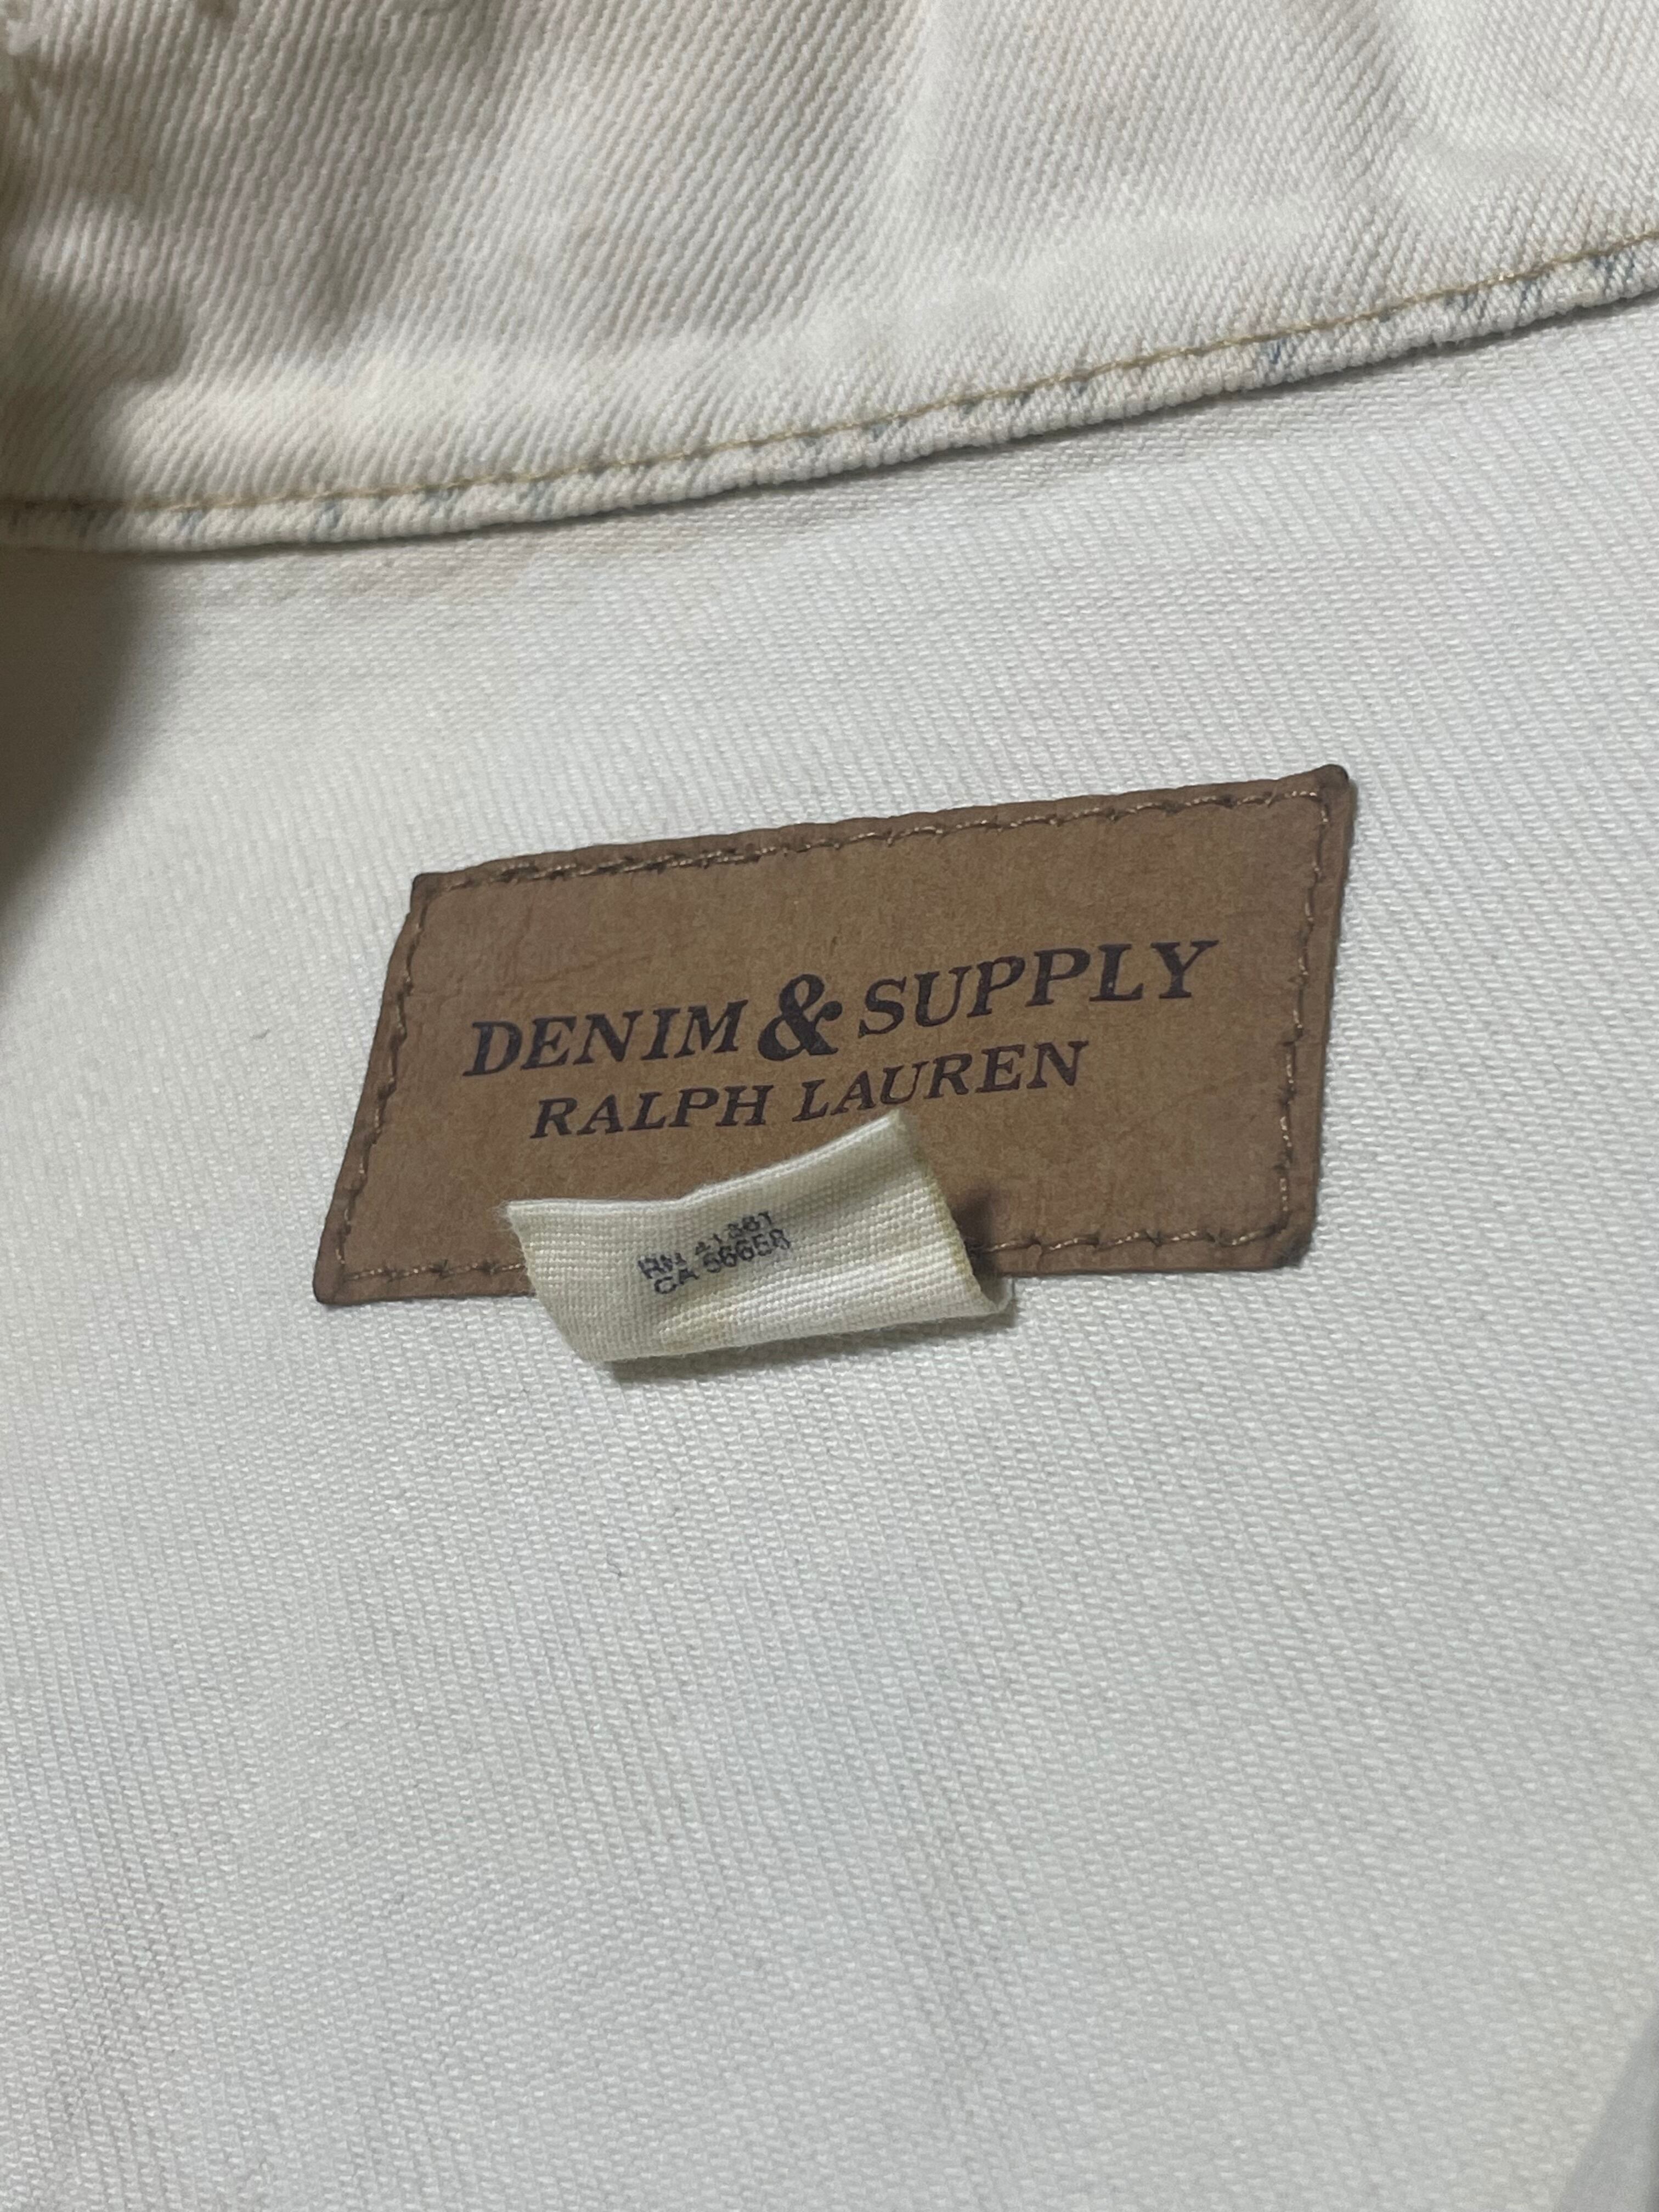 DENIM & SUPPLY
RALPH LAUREN
RN 41381
CA 56658